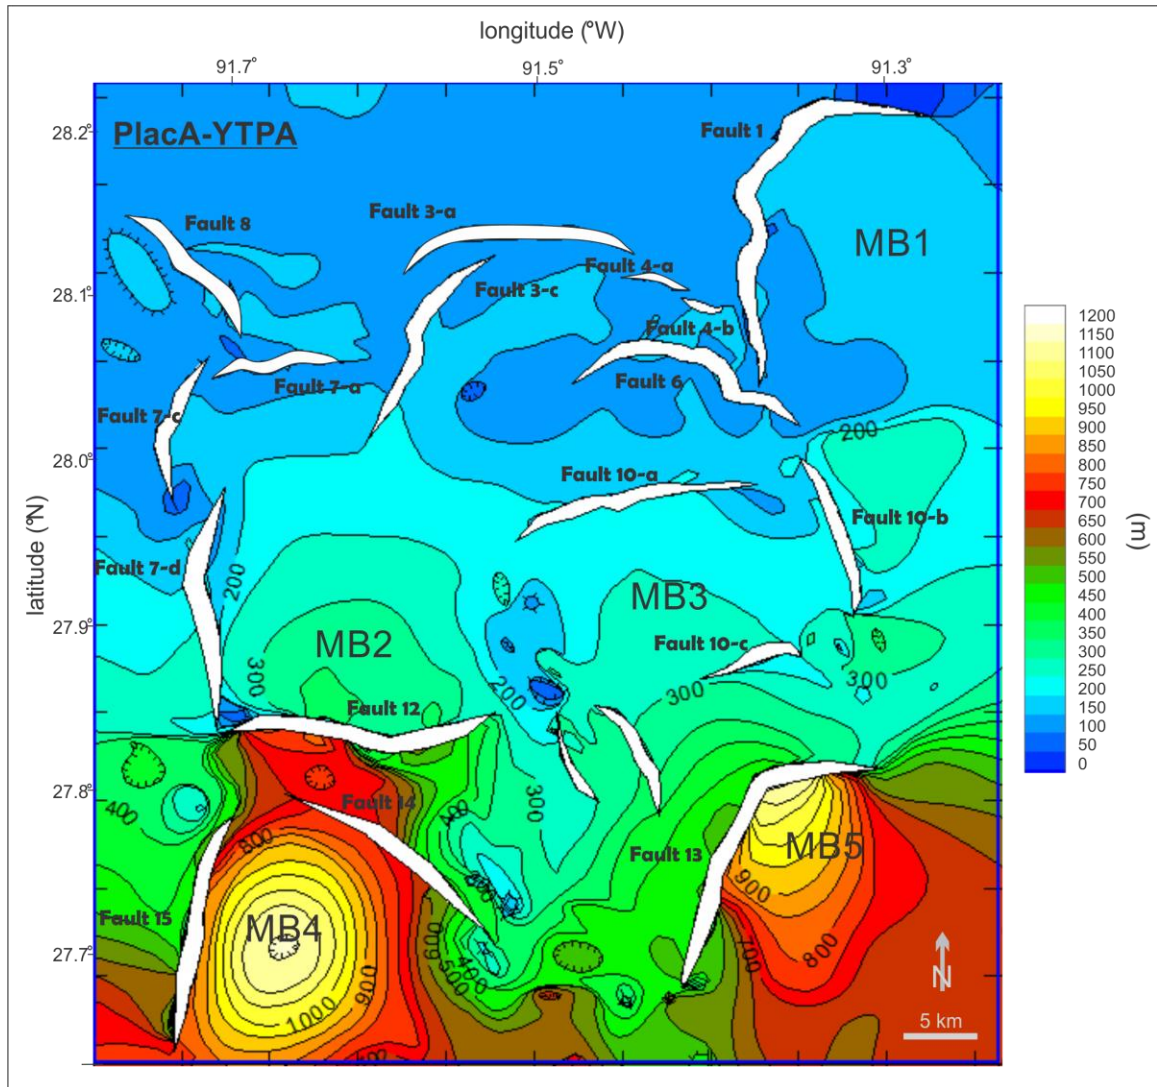 longitude (°W)
91.7° 91.5° 91.3°
PlacA-YTPA
Fault 1
28.2°
Fault 3-a
Fault 8
MB1
Fault 4-a
Fault 3-c
28.1°
Fault 4-b
Fault 6
Fault 7-a
Fault 7-c
200
28.0°
Fault 10-a
Fault 10-b
latitude (°N)
Fault 7-d
200
MB3
27.9°
MB2
Fault 10-c
300
300
300
200
Fault 12
27.8°
Fault 14
400
400
300
800
MB5
Fault 13
900
Fault 15
MB4
600
700
800
27.7°
400
900
500
1000
N
5 km
1200
1150
1100
1050
1000
950
900
850
800
750
700
650
600
550
500
450
400
350
300
250
200
150
100
50
0
(m)